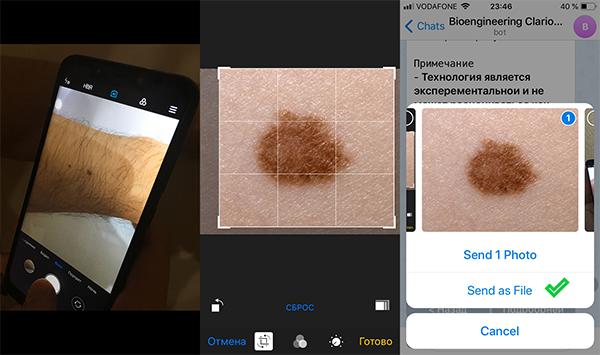 HDR
СБРОС
Отмена
Готово
VODAFONE 23:46 40 %
Chats
Bioengineering Clario...
bot
B
Примечание
- Технология является
эксперементальнои и не
1
Send 1 Photo
Send as File
Cancel